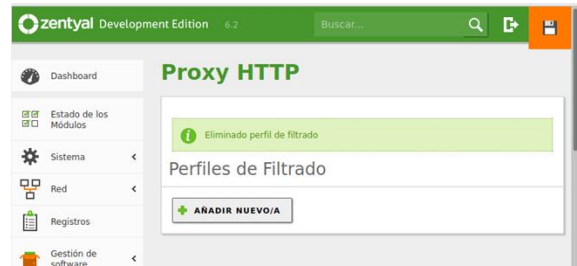 zentyal Development Edition 6.2 Buscar...
Dashboard
Estado de los
Módulos
Sistema
Red
Registros
Gestión de
software
Proxy HTTP
Eliminado perfil de filtrado
Perfiles de Filtrado
AÑADIR NUEVO/A